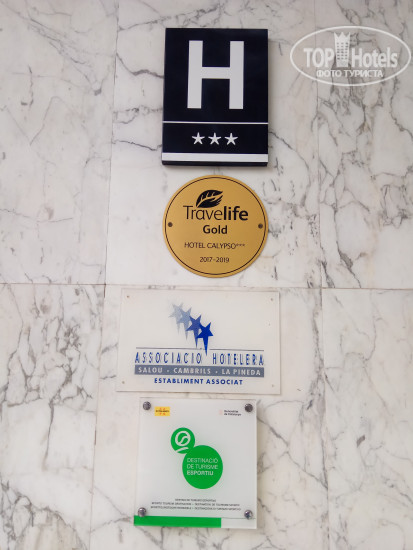 TOP Hotels
ФОТО ТУРИСТА
H
★★★
Travelife
Gold
HOTEL CALYPSO***
2017-2019
ASSOCIACIÓ HOTELERA
SALOU · CAMBRILS · LA PINEDA
ESTABLIMENT ASSOCIAT
DESTINACIÓ
DE TURISME
ESPORTIU